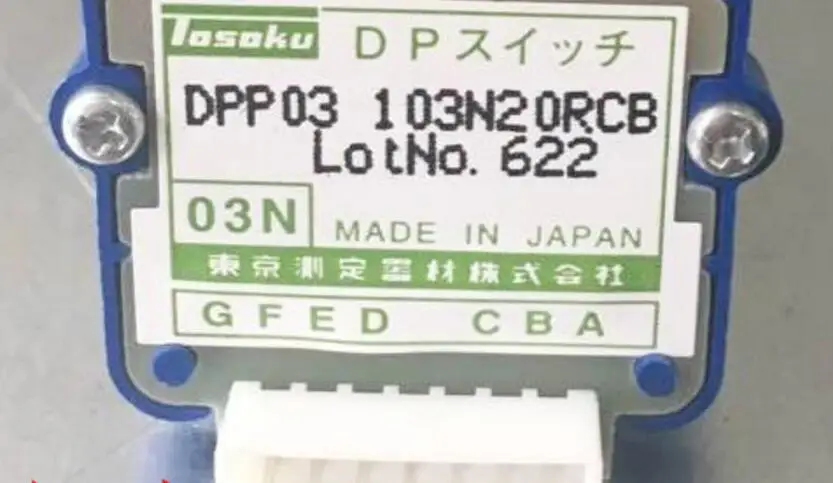 Tosoku DPスイッチ
DPP03 103N20RCB
LotNo. 622
03N MADE IN JAPAN
東京測定器材株式会社
GFED CBA